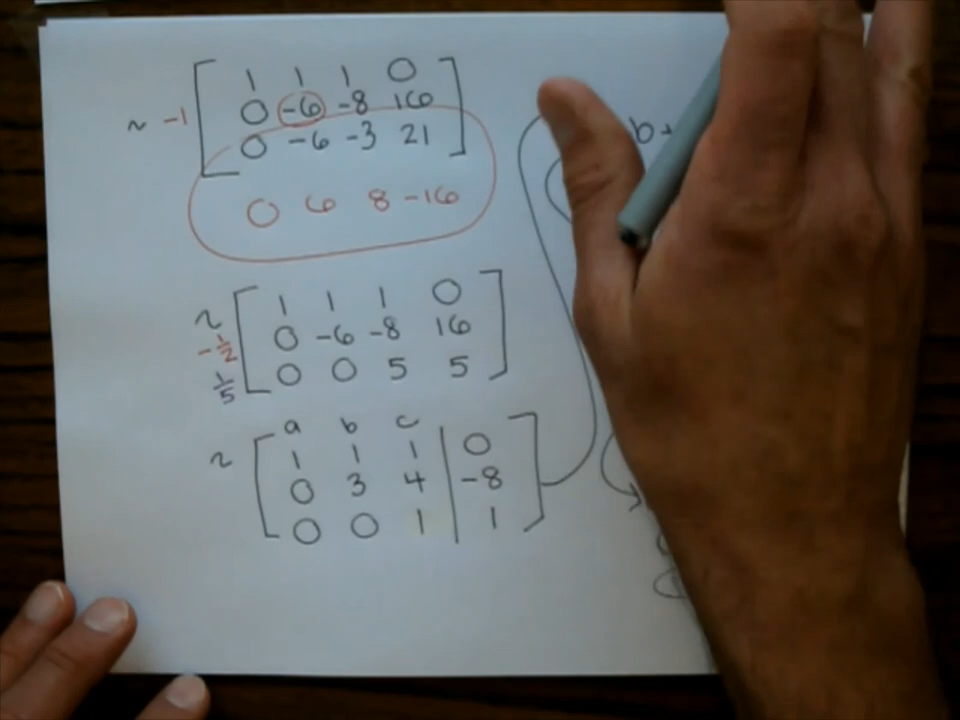 1 1 1 0
~ -1 0 -6 -8 16
0 -6 -3 21
0 6 8 -16
~ 1 1 1 0
-1/2 0 -6 -8 16
1/5 0 0 5 5
a b c
~ 1 1 1 0
0 3 4 -8
0 0 1 1
b+